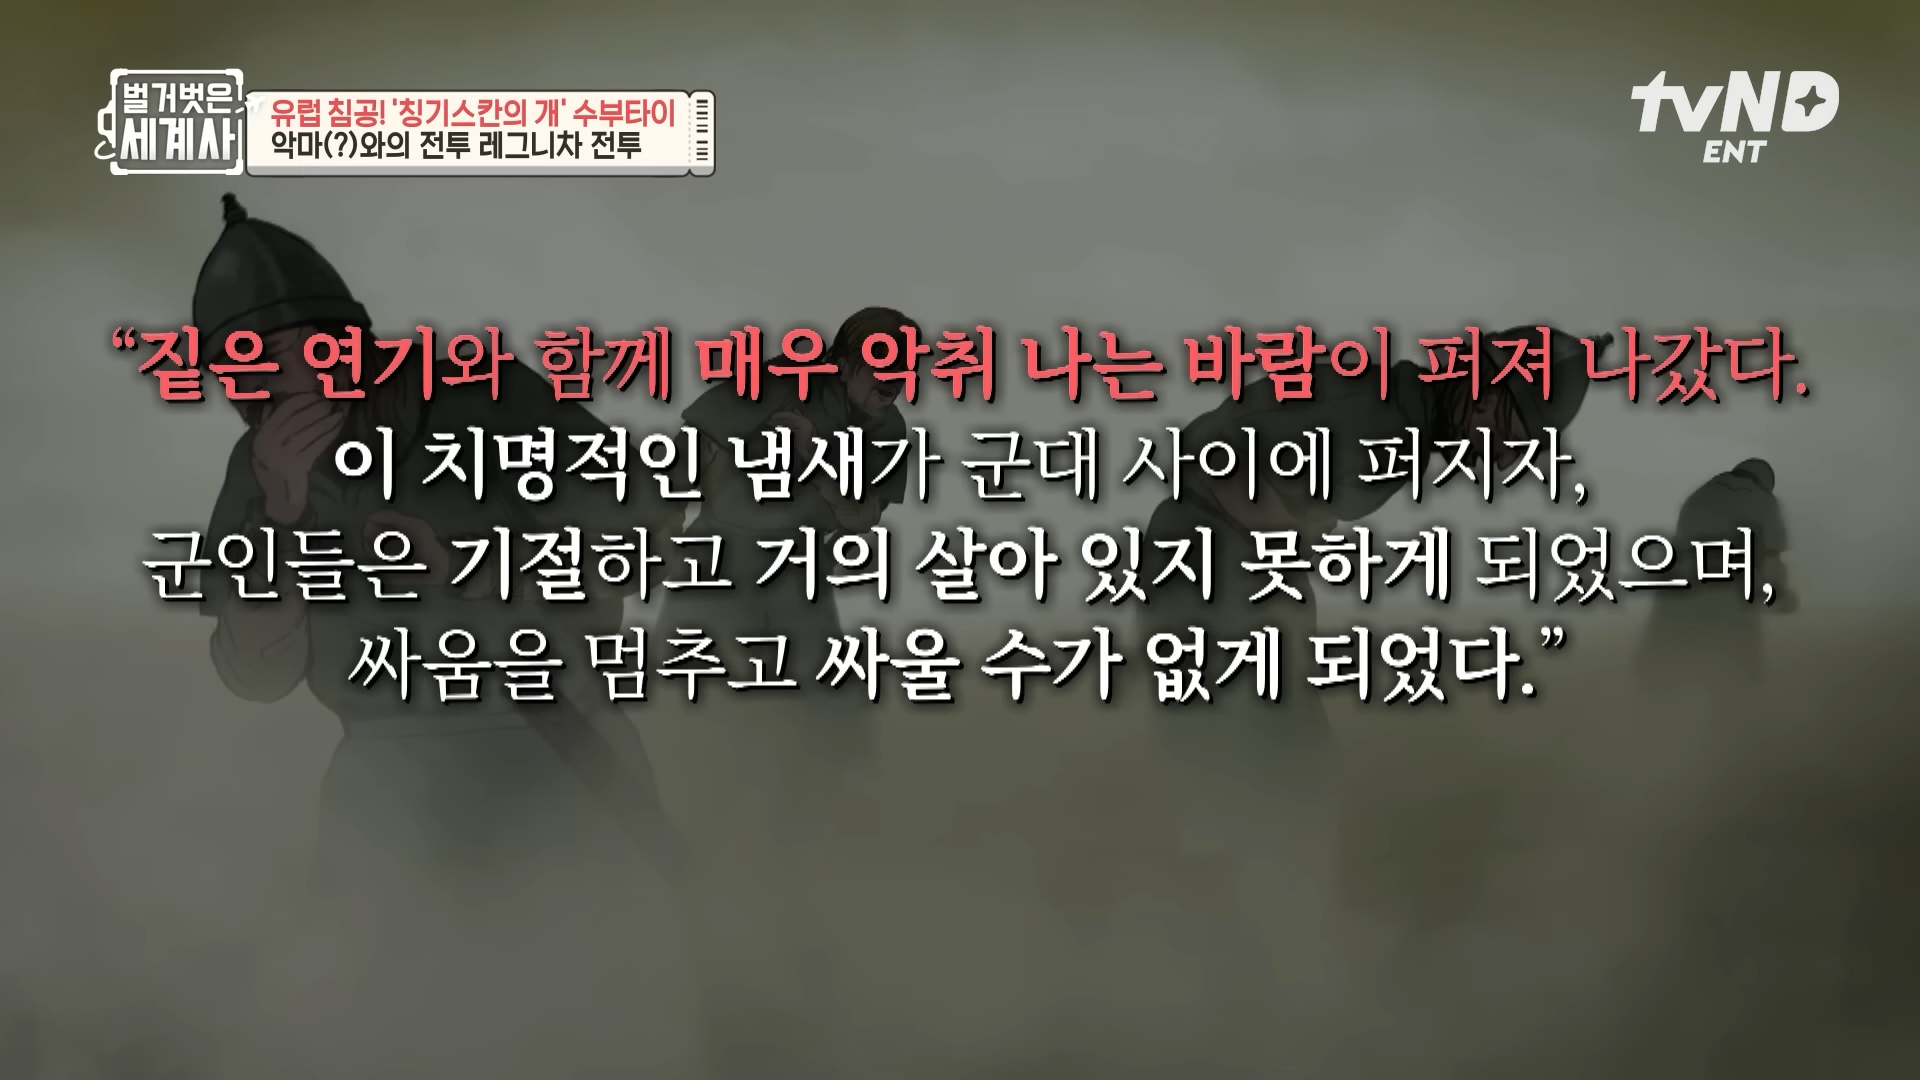 벌거벗은
세계사
유럽 침공! '칭기스칸의 개' 수부타이
악마(?)와의 전투 레그니차 전투
tvND
ENT
“짙은 연기와 함께 매우 악취 나는 바람이 퍼져 나갔다.
이 치명적인 냄새가 군대 사이에 퍼지자,
군인들은 기절하고 거의 살아 있지 못하게 되었으며,
싸움을 멈추고 싸울 수가 없게 되었다.”